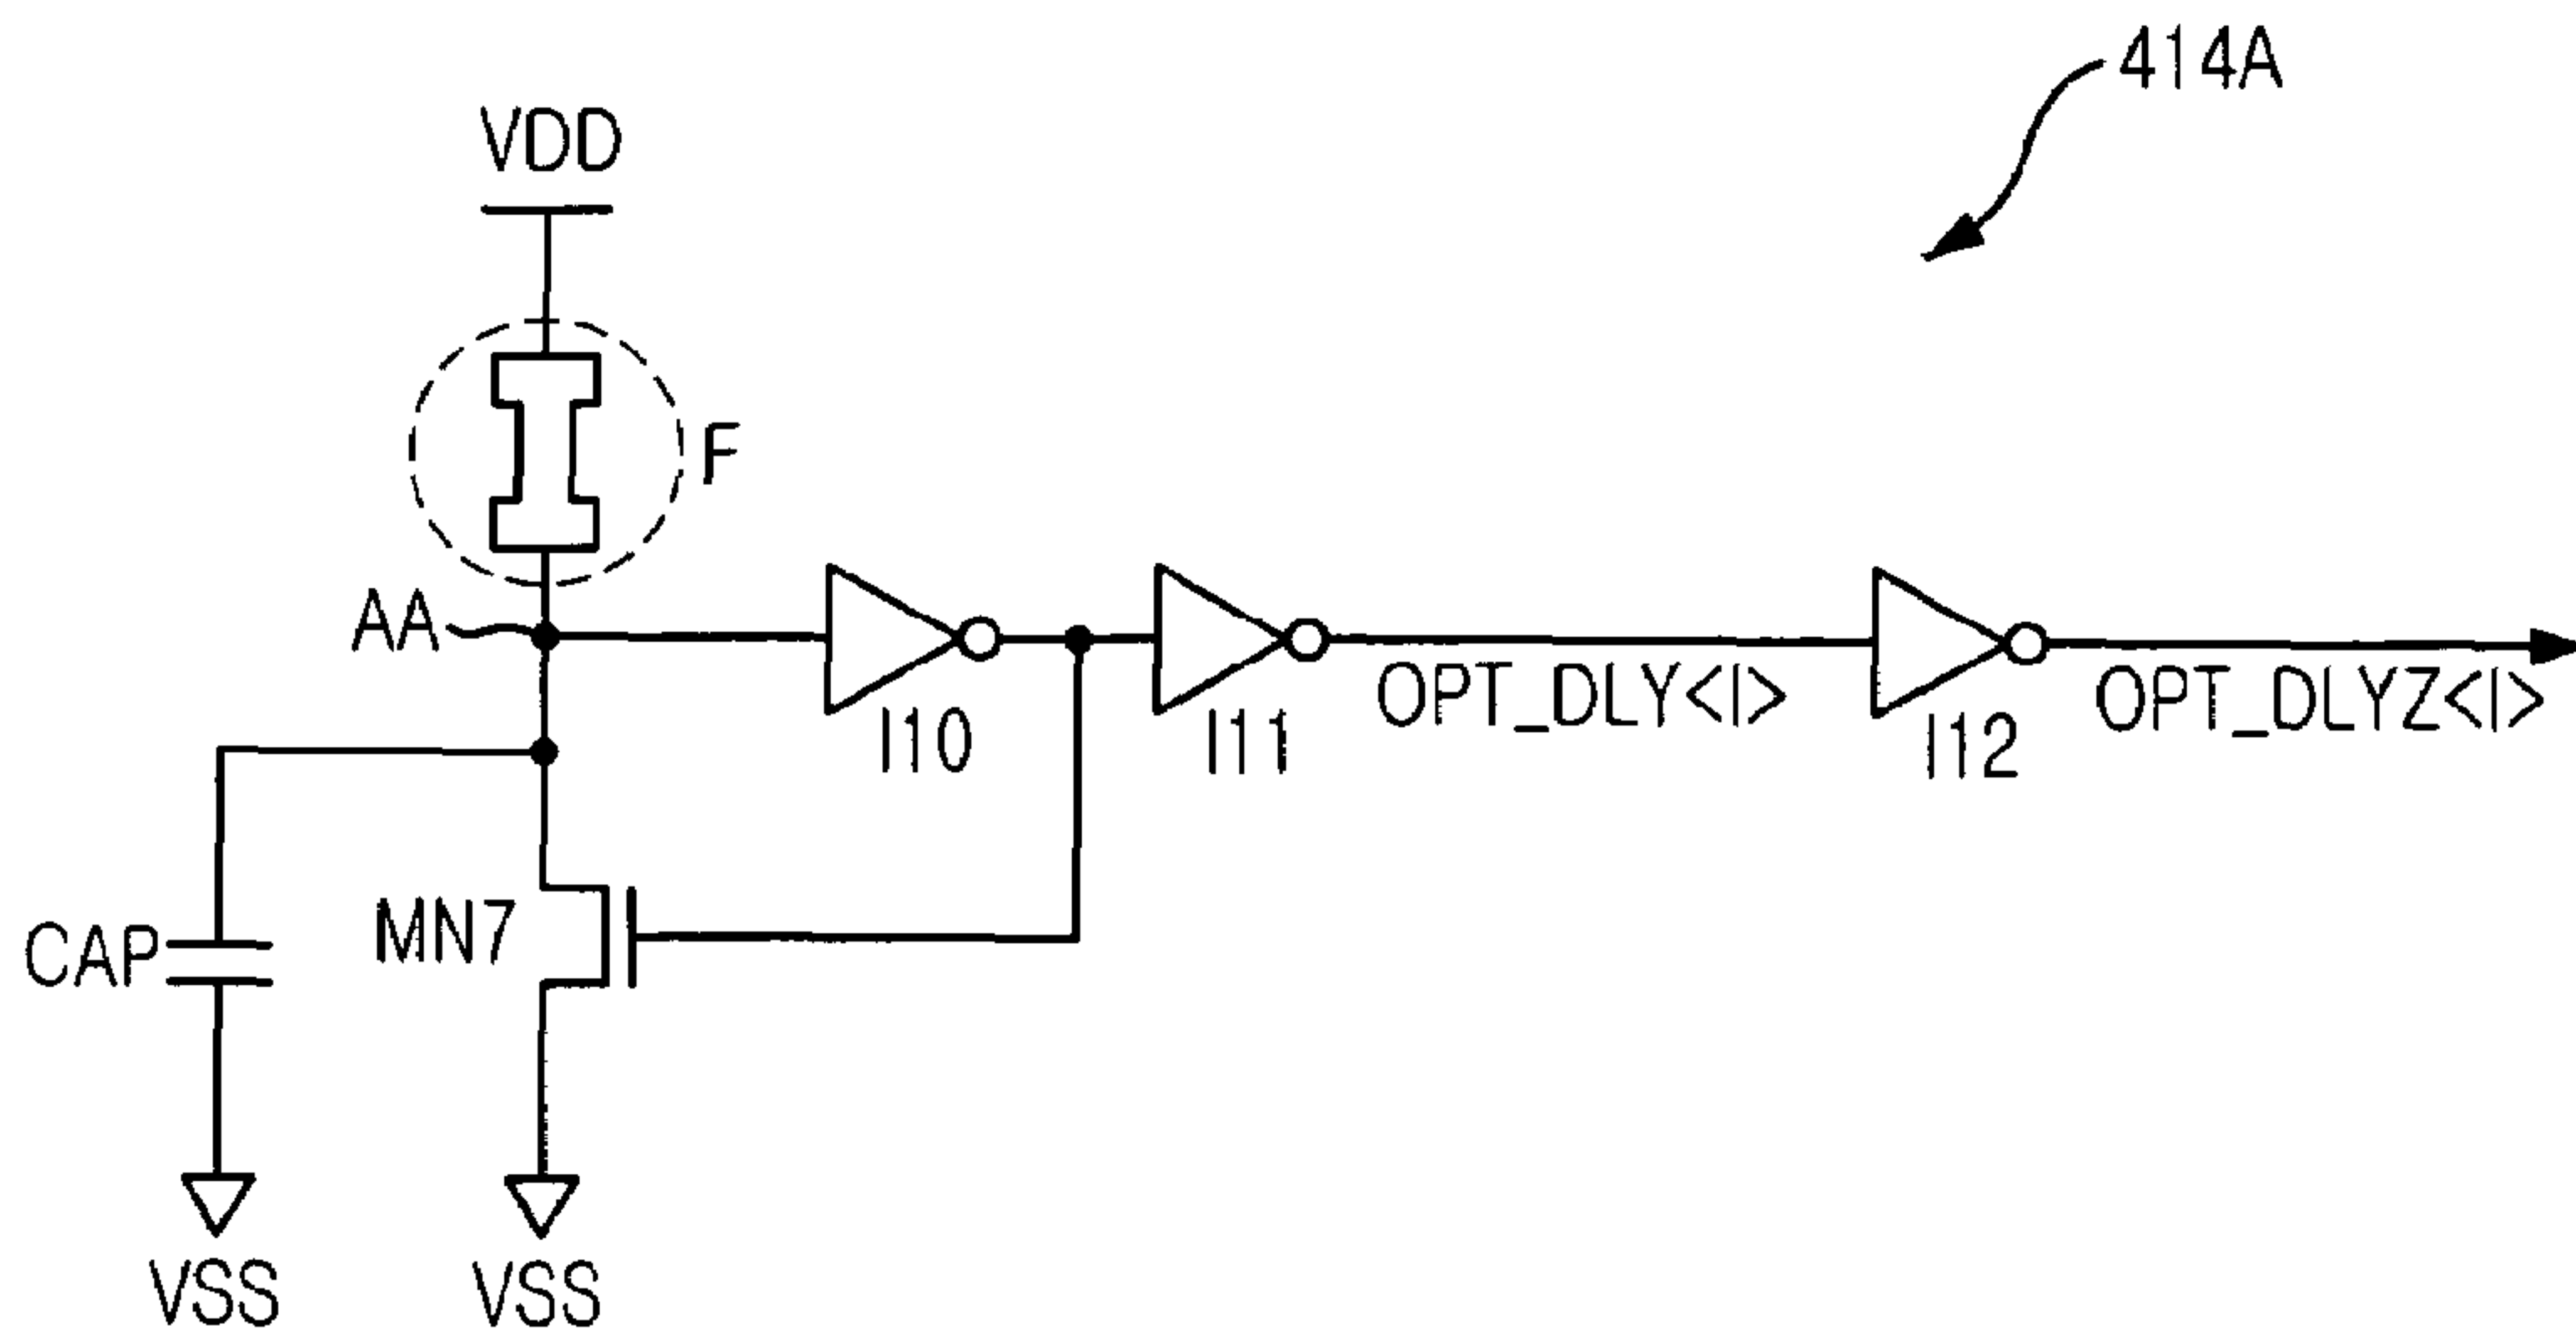 414A
VDD
F
AA
I10
I11
OPT_DLY<I>
I12
OPT_DLYZ<I>
CAP
MN7
VSS
VSS